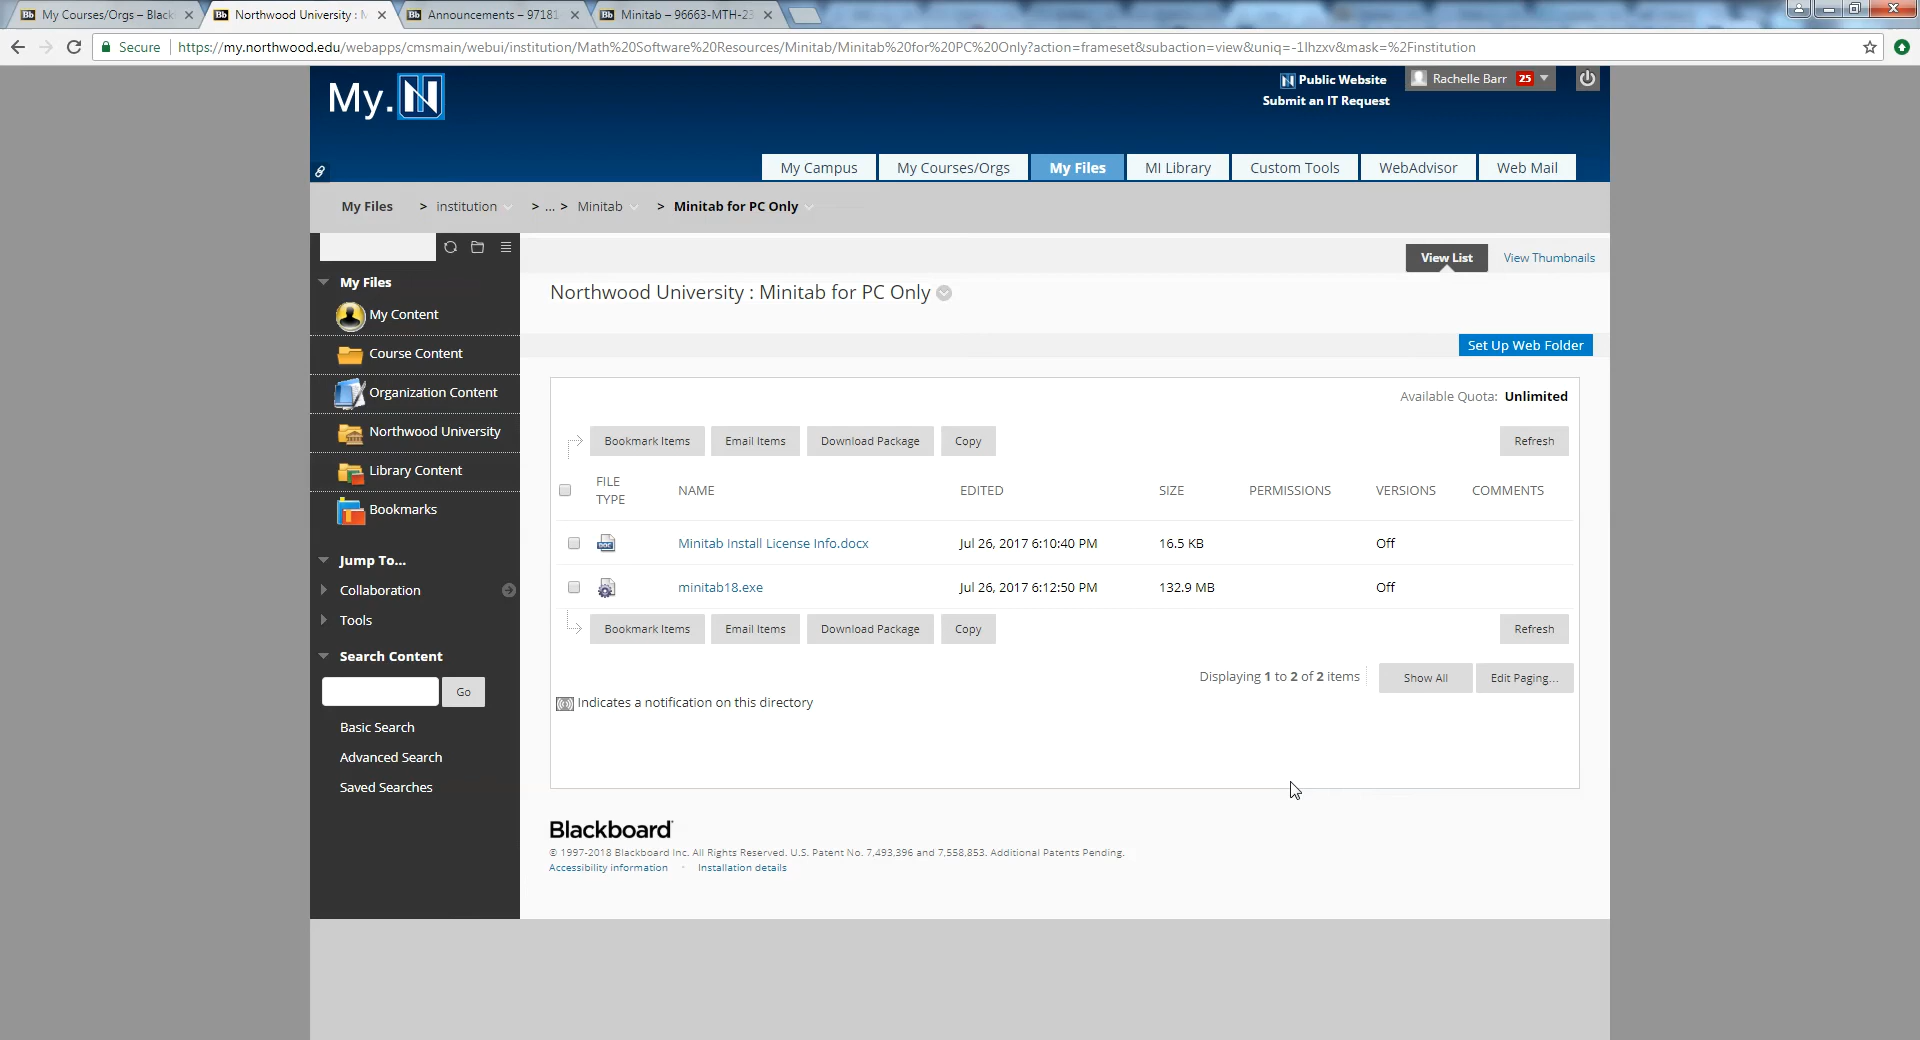 My Courses/Orgs – Black
Northwood University : M
Announcements – 97181
Minitab – 96663-MTH-23
Secure
https://my.northwood.edu/webapps/cmsmain/webui/institution/Math%20Software%20Resources/Minitab/Minitab%20for%20PC%20Only?action=frameset&subaction=view&uniq=-1lhzxv&mask=%2Finstitution
My.N
Public Website
Submit an IT Request
Rachelle Barr 25
My Campus
My Courses/Orgs
My Files
MI Library
Custom Tools
WebAdvisor
Web Mail
My Files > institution > ... > Minitab > Minitab for PC Only
My Files
My Content
Course Content
Organization Content
Northwood University
Library Content
Bookmarks
Jump To...
Collaboration
Tools
Search Content
Go
Basic Search
Advanced Search
Saved Searches
View List
View Thumbnails
Northwood University : Minitab for PC Only
Set Up Web Folder
Available Quota: Unlimited
Bookmark Items
Email Items
Download Package
Copy
Refresh
FILE TYPE
NAME
EDITED
SIZE
PERMISSIONS
VERSIONS
COMMENTS
DOC Minitab Install License Info.docx Jul 26, 2017 6:10:40 PM 16.5 KB Off
minitab18.exe Jul 26, 2017 6:12:50 PM 132.9 MB Off
Bookmark Items
Email Items
Download Package
Copy
Refresh
Displaying 1 to 2 of 2 items
Show All
Edit Paging...
Indicates a notification on this directory
Blackboard
© 1997-2018 Blackboard Inc. All Rights Reserved. U.S. Patent No. 7,493,396 and 7,558,853. Additional Patents Pending.
Accessibility information · Installation details